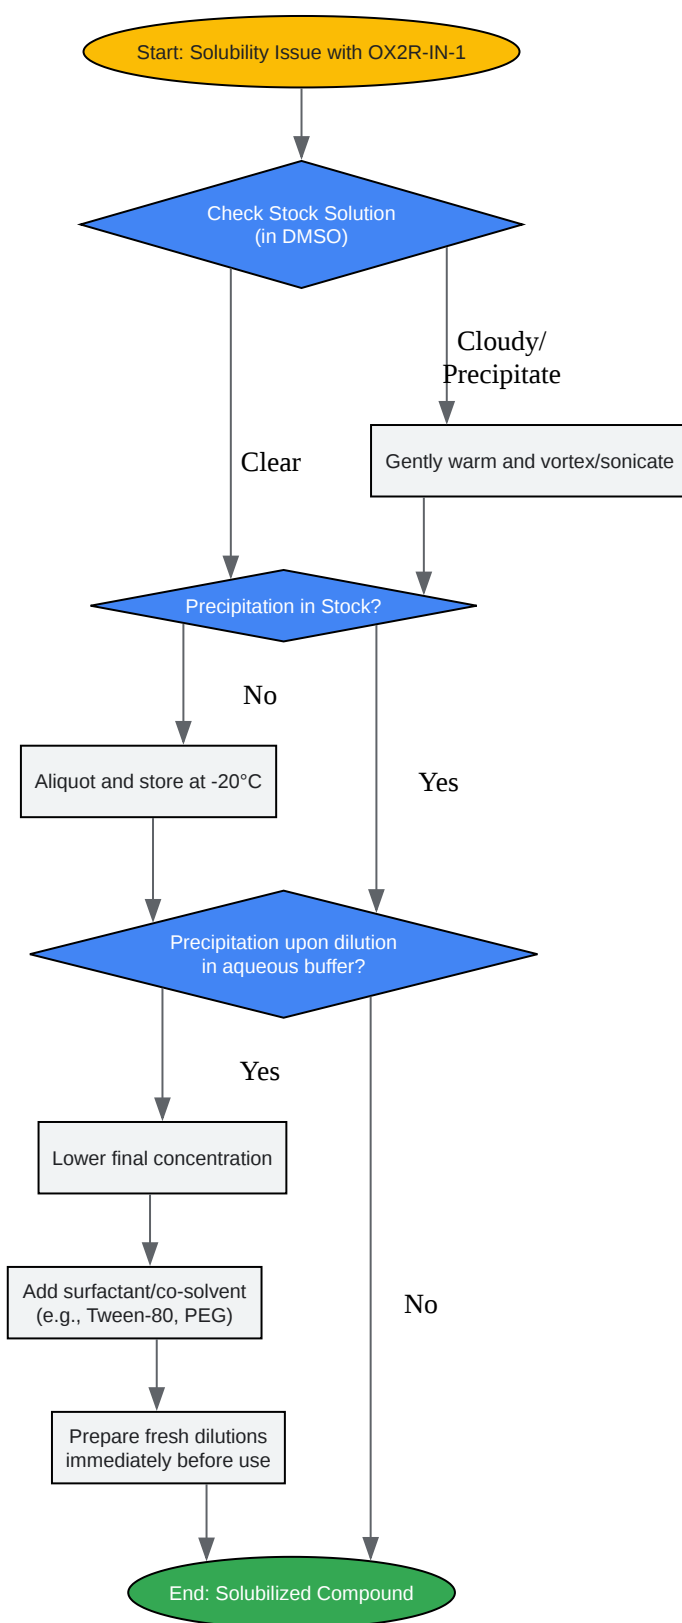 Start: Solubility Issue with OX2R-IN-1
Check Stock Solution
(in DMSO)
Cloudy/
Precipitate
Clear
Gently warm and vortex/sonicate
Precipitation in Stock?
No
Aliquot and store at -20°C
Yes
Precipitation upon dilution
in aqueous buffer?
Yes
Lower final concentration
Add surfactant/co-solvent
(e.g., Tween-80, PEG)
No
Prepare fresh dilutions
immediately before use
End: Solubilized Compound